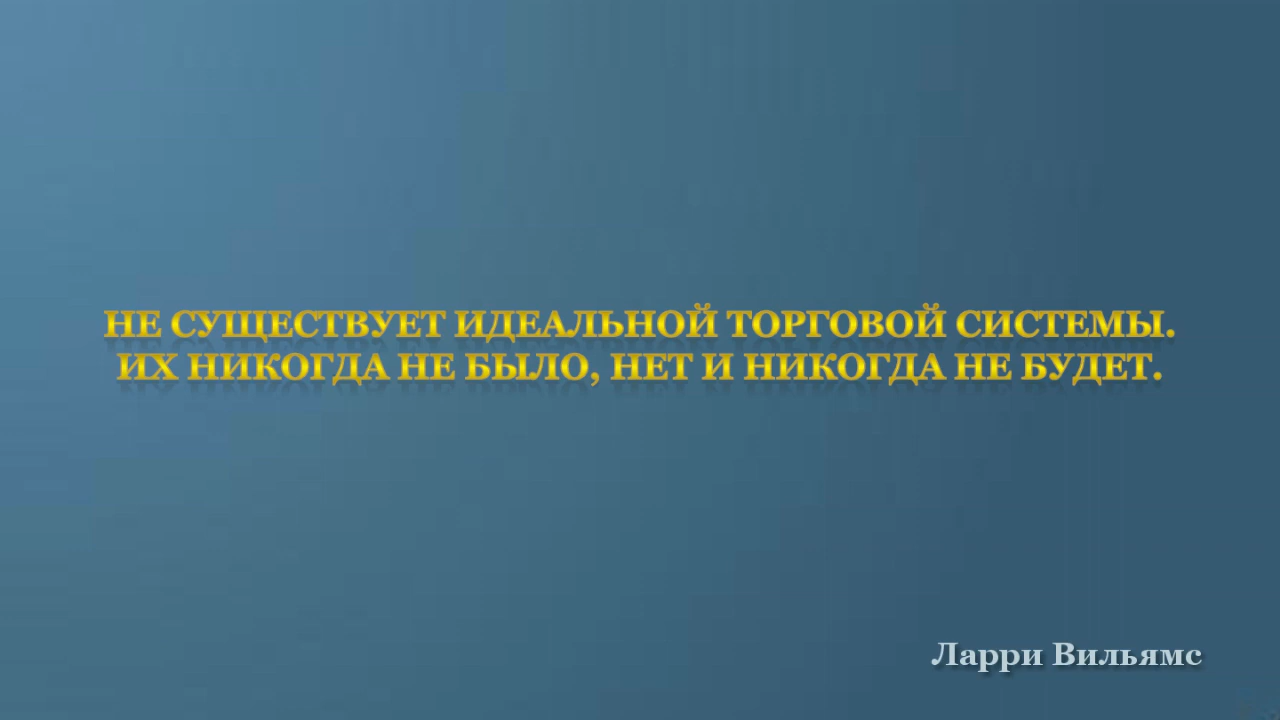 НЕ СУЩЕСТВУЕТ ИДЕАЛЬНОЙ ТОРГОВОЙ СИСТЕМЫ.
ИХ НИКОГДА НЕ БЫЛО, НЕТ И НИКОГДА НЕ БУДЕТ.
Ларри Вильямс